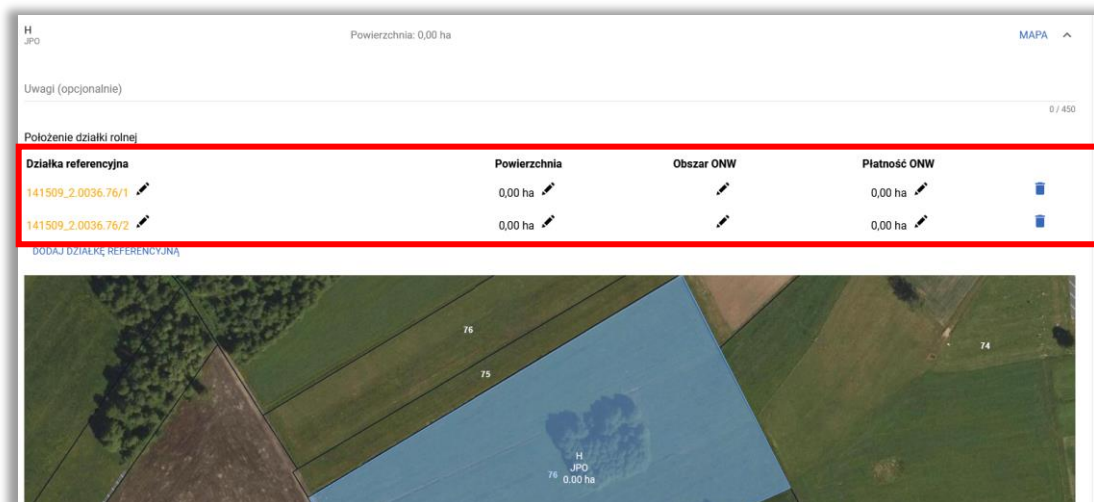 H
JPO
Powierzchnia: 0,00 ha
MAPA
Uwagi (opcjonalnie)
0 / 450
Położenie działki rolnej
Działka referencyjna Powierzchnia Obszar ONW Płatność ONW
141509_2.0036.76/1 0,00 ha 0,00 ha
141509_2.0036.76/2 0,00 ha 0,00 ha
DODAJ DZIAŁKĘ REFERENCYJNĄ
76
74
75
H
JPO
76 0.00 ha